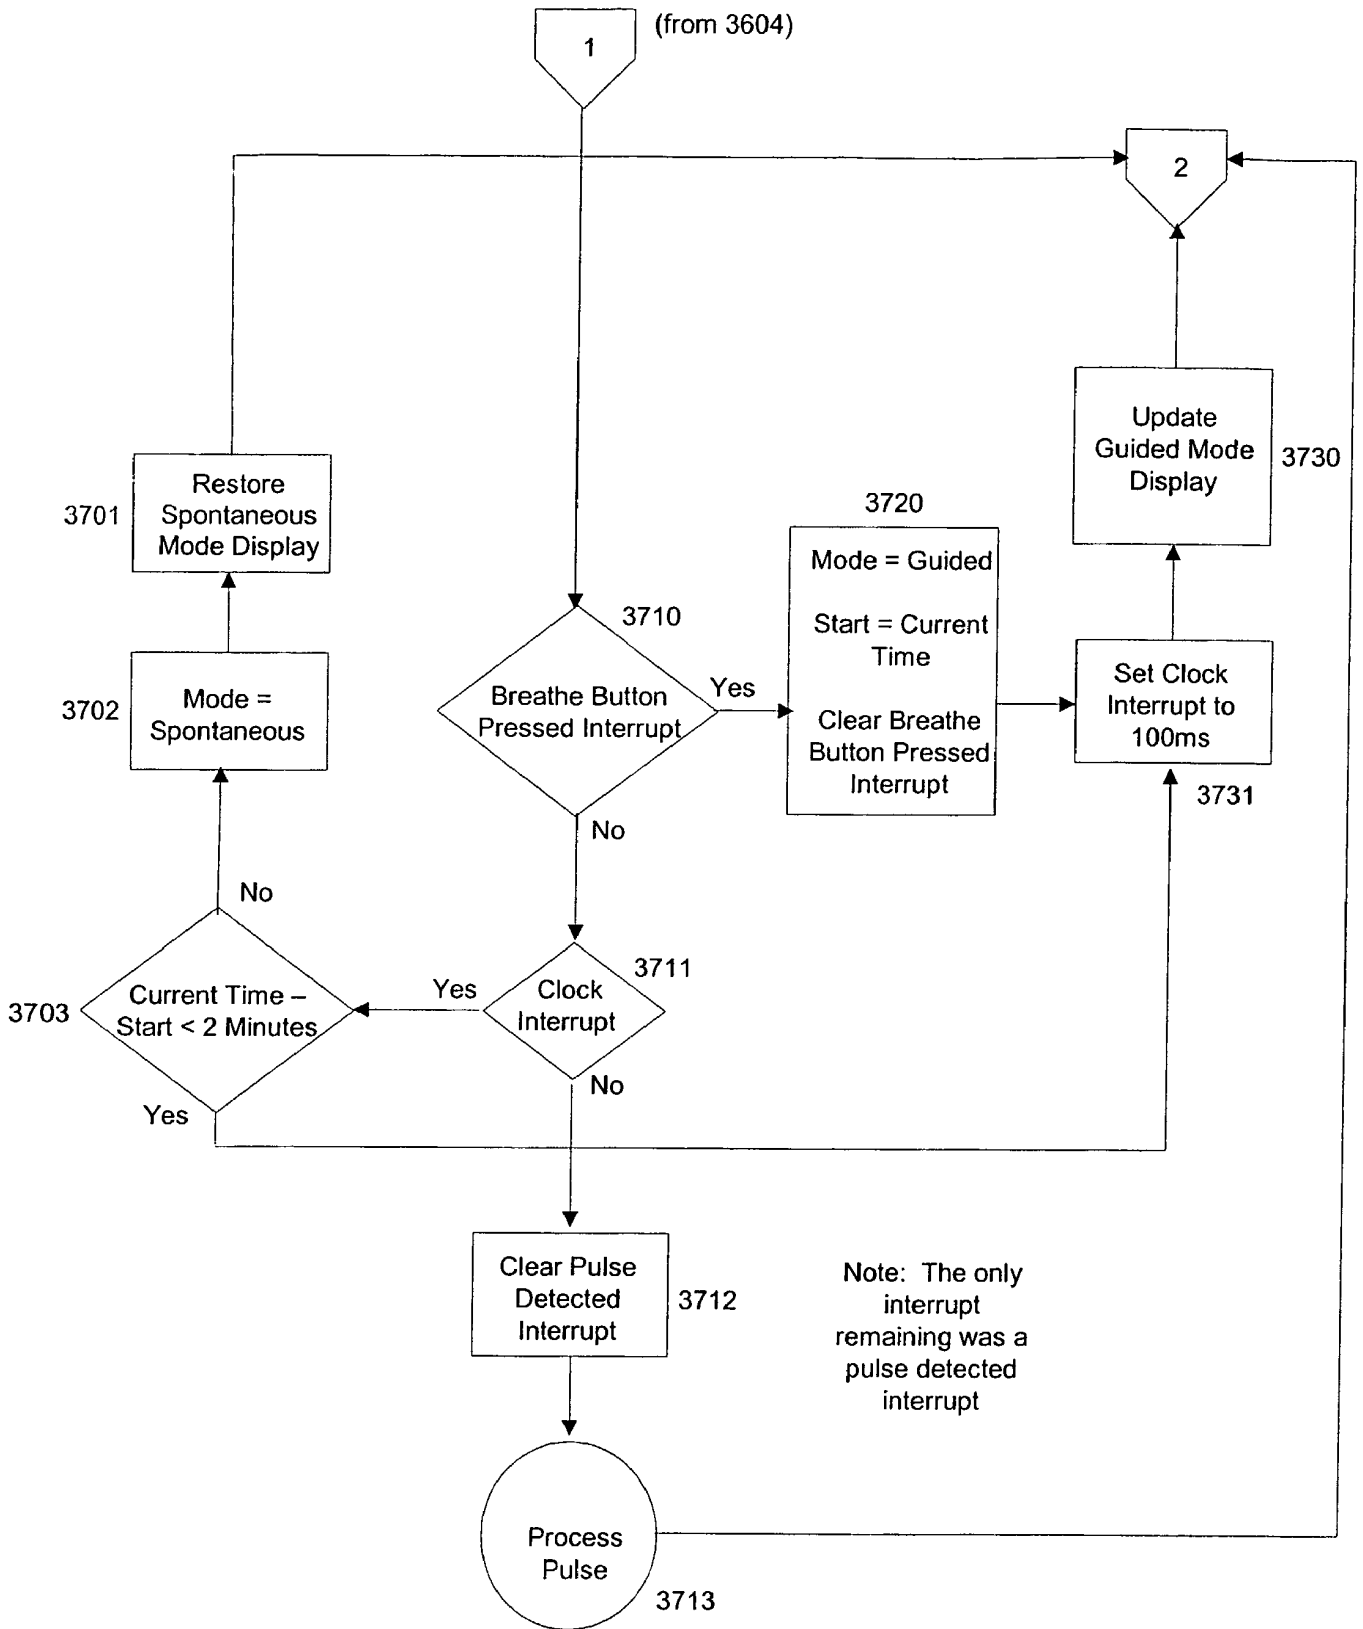 (from 3604)
1
2
Update
Guided Mode
Display
3730
Restore
Spontaneous
Mode Display
3701
3720
Mode = Guided
Start = Current
Time
Clear Breathe
Button Pressed
Interrupt
3710
Breathe Button
Pressed Interrupt
Yes
No
Set Clock
Interrupt to
100ms
3731
Mode =
Spontaneous
3702
No
3711
Clock
Interrupt
Yes
No
Current Time –
Start < 2 Minutes
3703
Yes
Clear Pulse
Detected
Interrupt
3712
Note: The only
interrupt
remaining was a
pulse detected
interrupt
Process
Pulse
3713